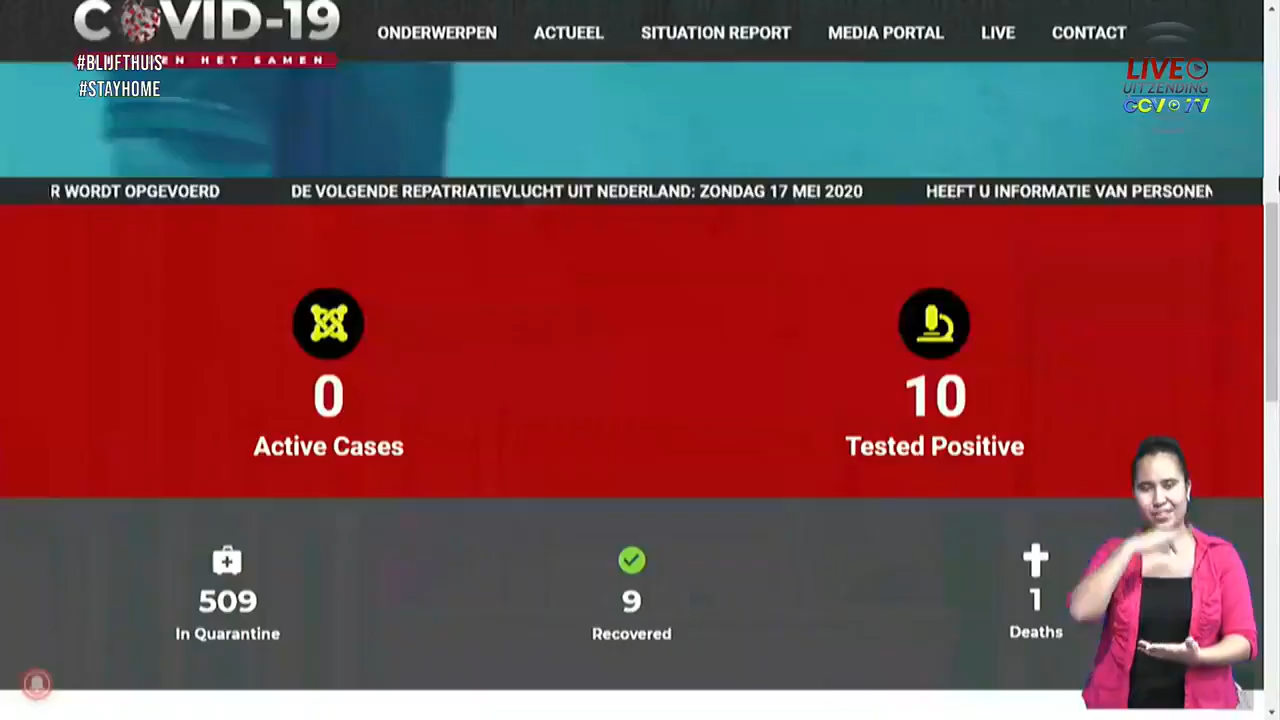 COVID-19
ONDERWERPEN ACTUEEL SITUATION REPORT MEDIA PORTAL LIVE CONTACT
EN HET SAMEN
#BLIJFTHUIS
#STAYHOME
LIVE
UITZENDING
R WORDT OPGEVOERD DE VOLGENDE REPATRIATIEVLUCHT UIT NEDERLAND: ZONDAG 17 MEI 2020 HEEFT U INFORMATIE VAN PERSONEN
0
Active Cases
10
Tested Positive
509
In Quarantine
9
Recovered
1
Deaths